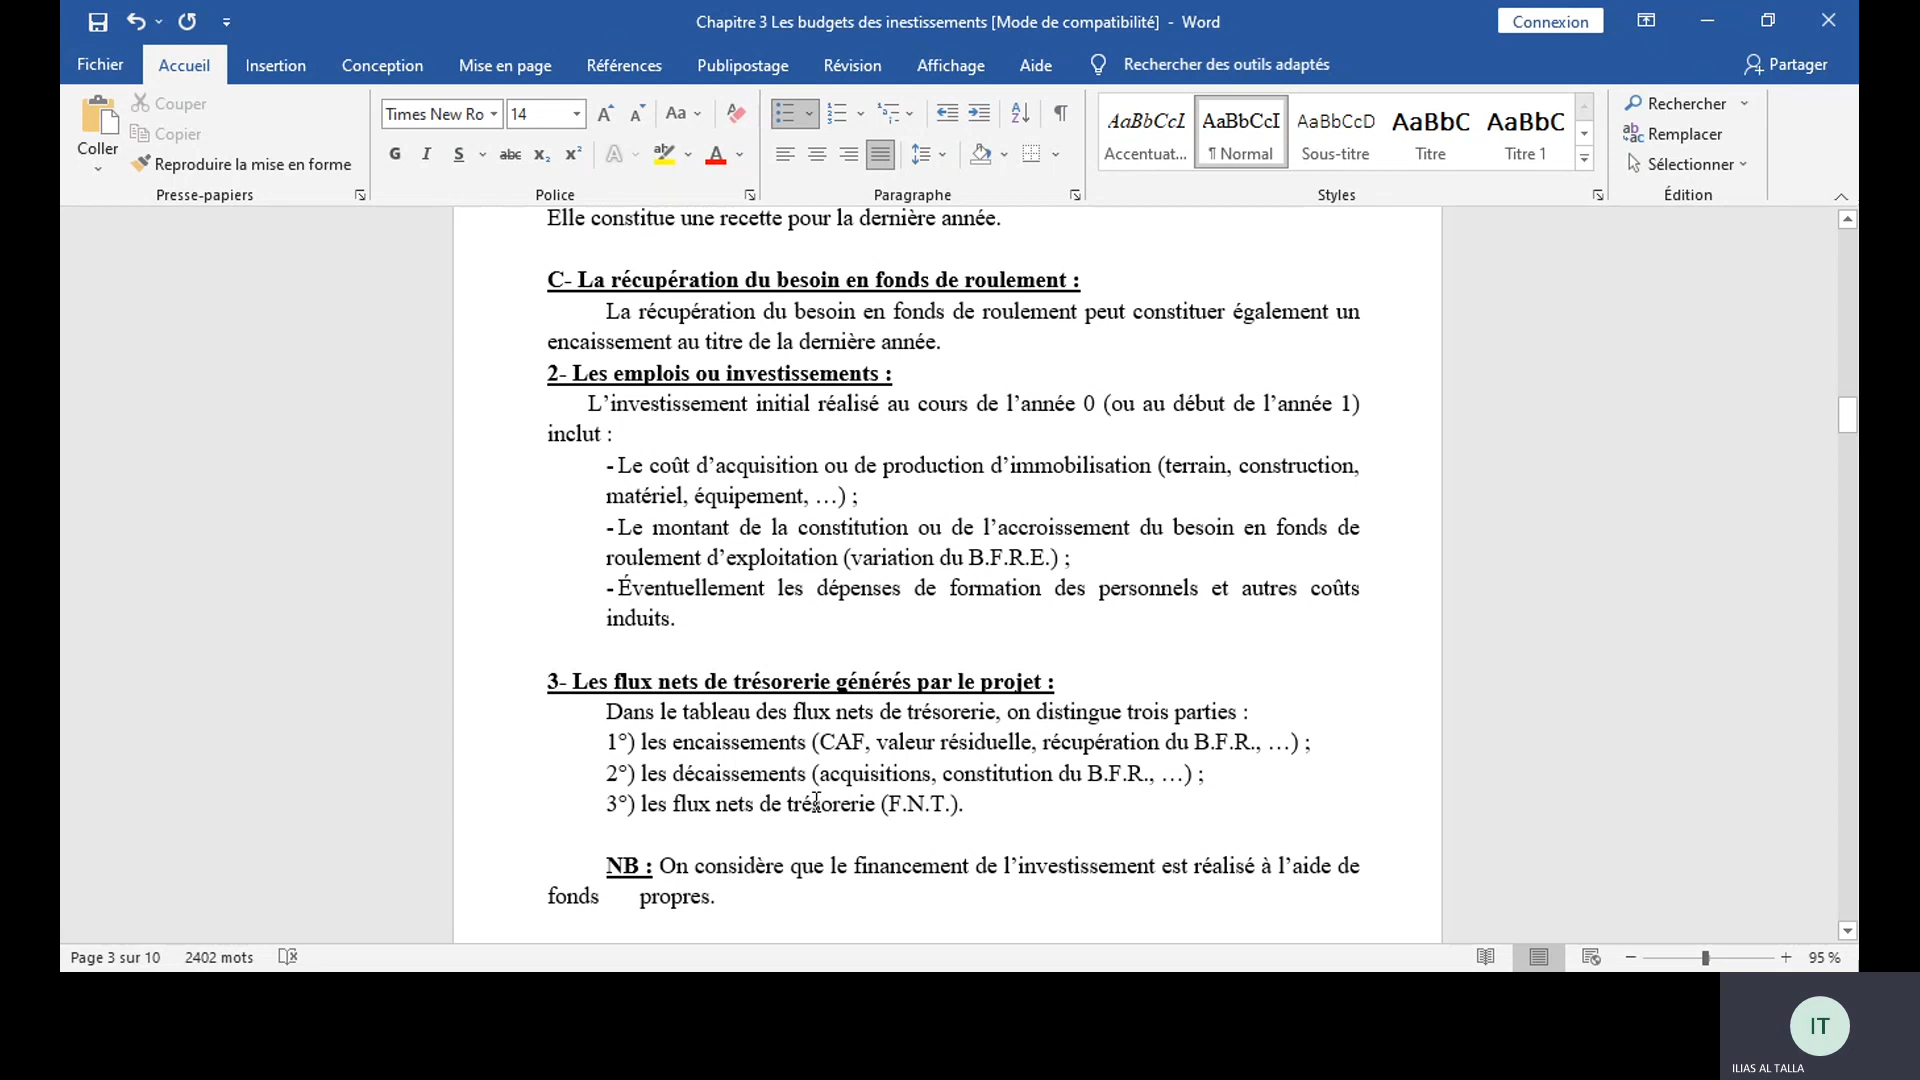 Chapitre 3 Les budgets des inestissements [Mode de compatibilité] - Word
Connexion
Fichier Accueil Insertion Conception Mise en page Références Publipostage Révision Affichage Aide Rechercher des outils adaptés Partager
Coller
Couper
Copier
Reproduire la mise en forme
Presse-papiers
Times New Ro 14
G I S abc x₂ x²
Police
Paragraphe
AaBbCcI AaBbCcI AaBbCcD AaBbC AaBbC
Accentuat... ¶ Normal Sous-titre Titre Titre 1
Styles
Rechercher
Remplacer
Sélectionner
Édition
Elle constitue une recette pour la dernière année.
C- La récupération du besoin en fonds de roulement :
La récupération du besoin en fonds de roulement peut constituer également un
encaissement au titre de la dernière année.
2- Les emplois ou investissements :
L’investissement initial réalisé au cours de l’année 0 (ou au début de l’année 1)
inclut :
- Le coût d’acquisition ou de production d’immobilisation (terrain, construction,
matériel, équipement, …) ;
- Le montant de la constitution ou de l’accroissement du besoin en fonds de
roulement d’exploitation (variation du B.F.R.E.) ;
- Éventuellement les dépenses de formation des personnels et autres coûts
induits.
3- Les flux nets de trésorerie générés par le projet :
Dans le tableau des flux nets de trésorerie, on distingue trois parties :
1°) les encaissements (CAF, valeur résiduelle, récupération du B.F.R., …) ;
2°) les décaissements (acquisitions, constitution du B.F.R., …) ;
3°) les flux nets de trésorerie (F.N.T.).
NB : On considère que le financement de l’investissement est réalisé à l’aide de
fonds propres.
Page 3 sur 10 2402 mots 95 %
IT
ILIAS AL TALLA